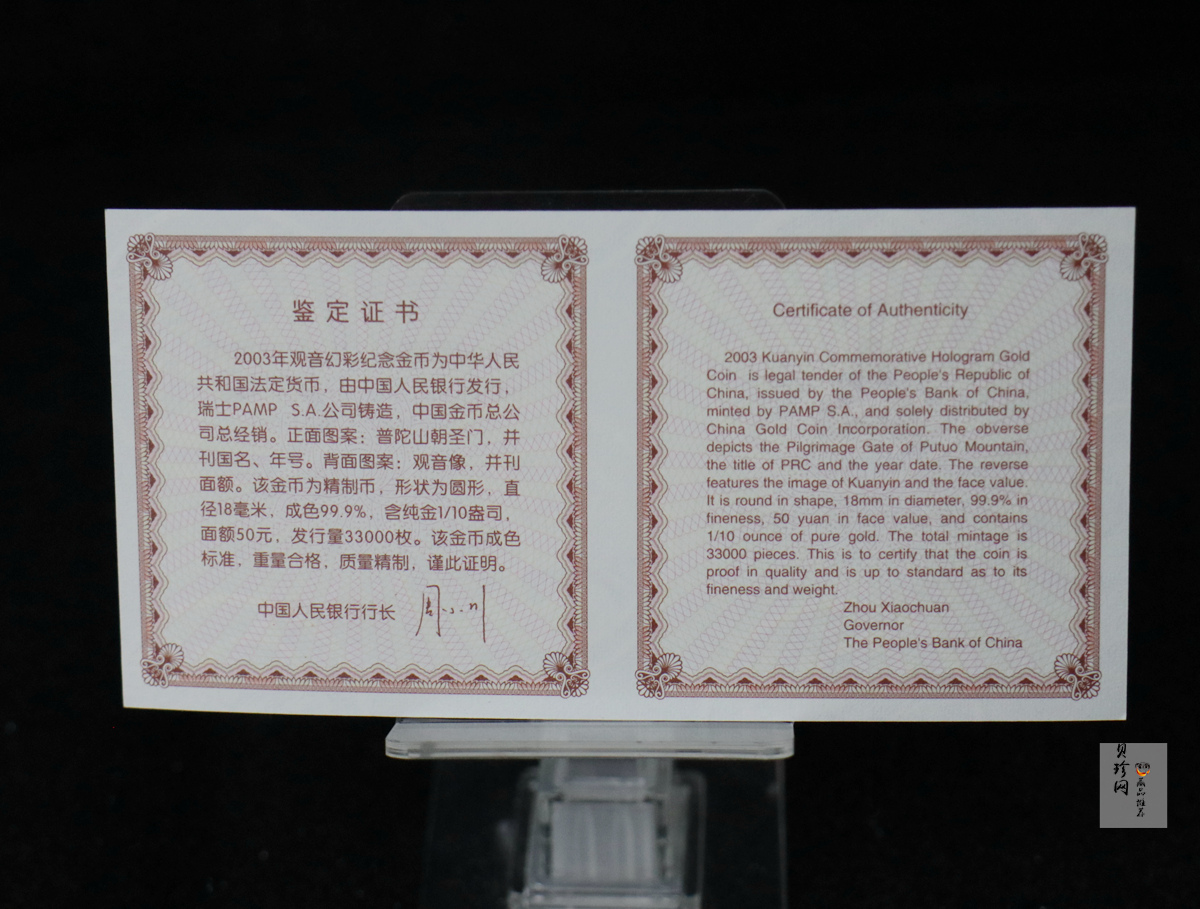 鉴定证书
2003年观音幻彩纪念金币为中华人民
共和国法定货币，由中国人民银行发行，
瑞士PAMP S.A.公司铸造，中国金币总公
司总经销。正面图案：普陀山朝圣门，并
刊国名、年号。背面图案：观音像，并刊
面额。该金币为精制币，形状为圆形，直
径18毫米，成色99.9%，含纯金1/10盎司，
面额50元，发行量33000枚。该金币成色
标准，重量合格，质量精制，谨此证明。
中国人民银行行长 周小川
Certificate of Authenticity
2003 Kuanyin Commemorative Hologram Gold
Coin is legal tender of the People's Republic of
China, issued by the People's Bank of China,
minted by PAMP S.A., and solely distributed by
China Gold Coin Incorporation. The obverse
depicts the Pilgrimage Gate of Putuo Mountain,
the title of PRC and the year date. The reverse
features the image of Kuanyin and the face value.
It is round in shape, 18mm in diameter, 99.9% in
fineness, 50 yuan in face value, and contains
1/10 ounce of pure gold. The total mintage is
33000 pieces. This is to certify that the coin is
proof in quality and is up to standard as to its
fineness and weight.
Zhou Xiaochuan
Governor
The People's Bank of China
贝珍网
品推荐